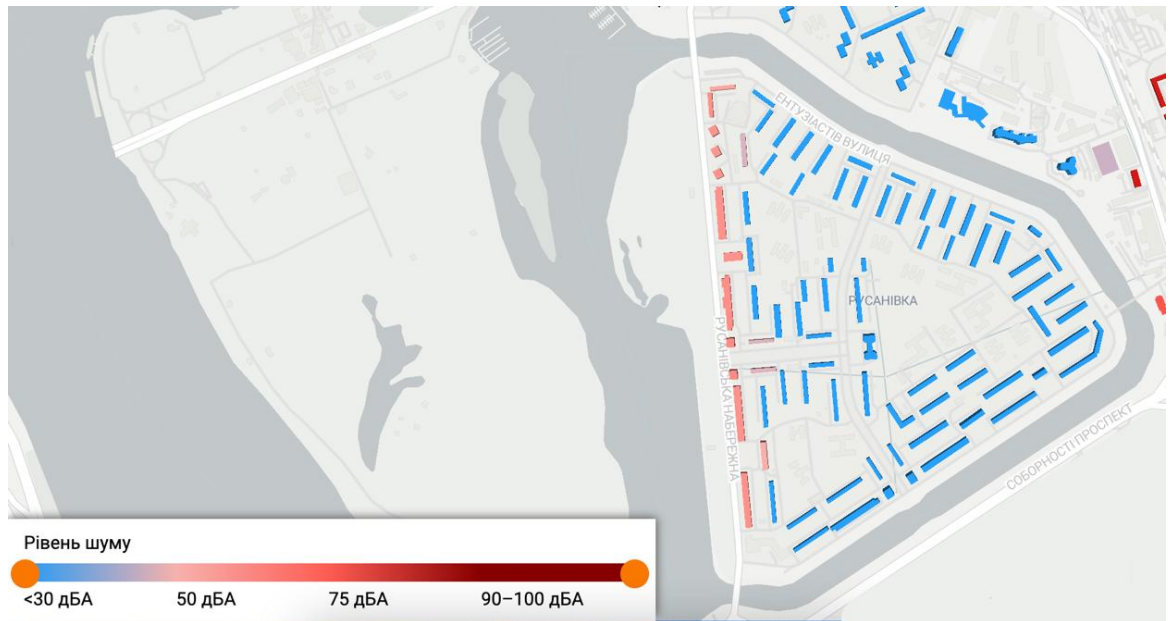 ЕНТУЗІАСТІВ ВУЛИЦЯ
РУСАНІВКА
РУСАНІВСЬКА НАБЕРЕЖНА
СОБОРНОСТІ ПРОСПЕКТ
Рівень шуму
<30 дБА 50 дБА 75 дБА 90–100 дБА